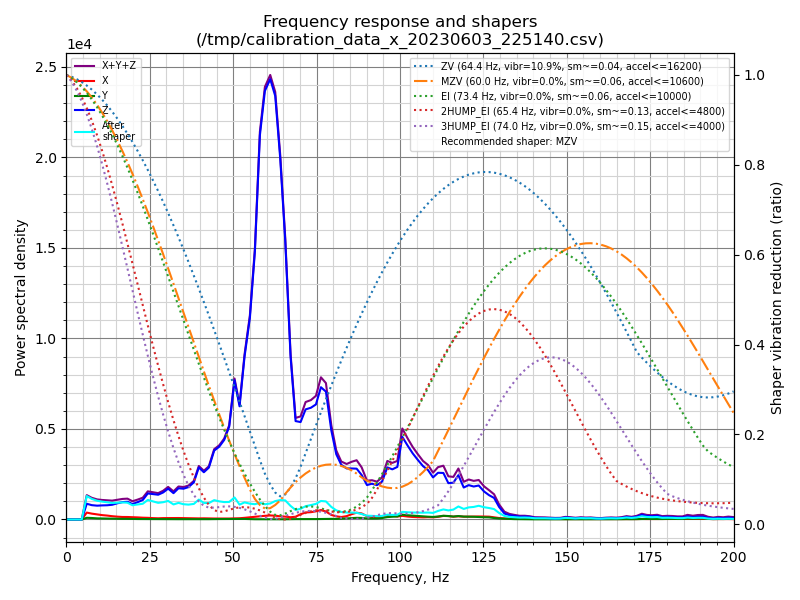 Frequency response and shapers
(/tmp/calibration_data_x_20230603_225140.csv)
1e4
X+Y+Z
X
Y
Z
After
shaper
ZV (64.4 Hz, vibr=10.9%, sm~=0.04, accel<=16200)
MZV (60.0 Hz, vibr=0.0%, sm~=0.06, accel<=10600)
EI (73.4 Hz, vibr=0.0%, sm~=0.06, accel<=10000)
2HUMP_EI (65.4 Hz, vibr=0.0%, sm~=0.13, accel<=4800)
3HUMP_EI (74.0 Hz, vibr=0.0%, sm~=0.15, accel<=4000)
Recommended shaper: MZV
Power spectral density
2.5
2.0
1.5
1.0
0.5
0.0
1.0
0.8
0.6
0.4
0.2
0.0
Shaper vibration reduction (ratio)
0 25 50 75 100 125 150 175 200
Frequency, Hz